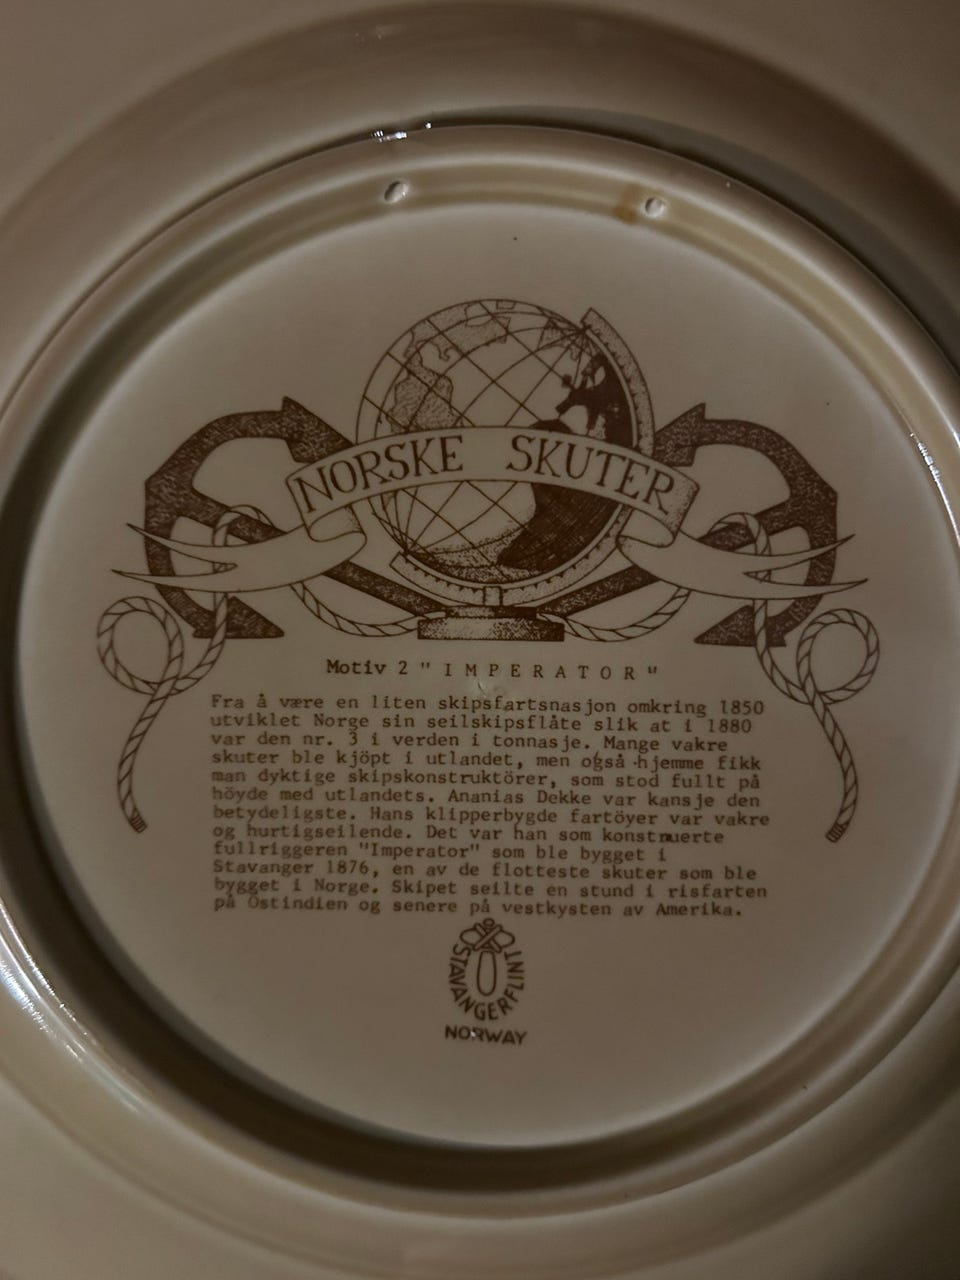 NORSKE SKUTER
Motiv 2 "IMPERATOR"
Fra å være en liten skipsfartsnasjon omkring 1850
utviklet Norge sin seilskipsflåte slik at i 1880
var den nr. 3 i verden i tonnasje. Mange vakre
skuter ble kjöpt i utlandet, men også hjemme fikk
man dyktige skipskonstruktörer, som stod fullt på
höyde med utlandets. Ananias Dekke var kansje den
betydeligste. Hans klipperbygde fartöyer var vakre
og hurtigseilende. Det var han som konstruerte
fullriggeren "Imperator" som ble bygget i
Stavanger 1876, en av de flotteste skuter som ble
bygget i Norge. Skipet seilte en stund i risfarten
på Östindien og senere på vestkysten av Amerika.
STAVANGERFLINT
NORWAY